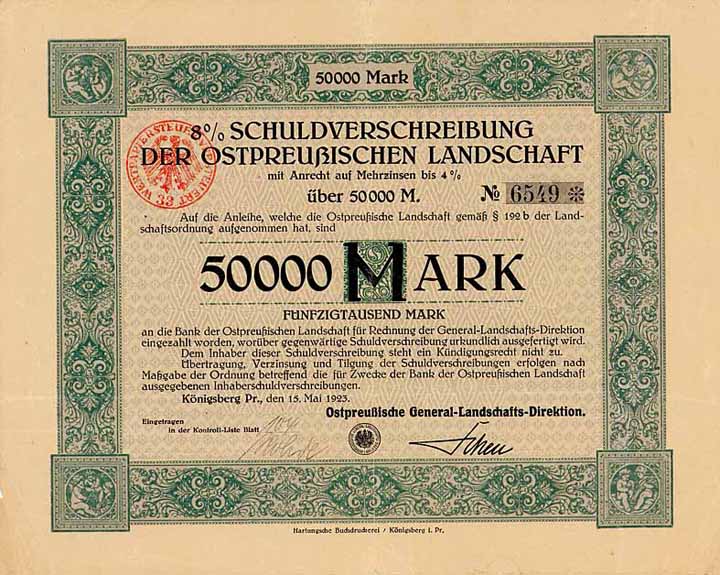 50000 Mark
8% SCHULDVERSCHREIBUNG
DER OSTPREUßISCHEN LANDSCHAFT
mit Anrecht auf Mehrzinsen bis 4%
über 50000 M. № 6549 *
Auf die Anleihe, welche die Ostpreußische Landschaft gemäß § 192 b der Land-
schaftsordnung aufgenommen hat, sind
50000 MARK
FÜNFZIGTAUSEND MARK
an die Bank der Ostpreußischen Landschaft für Rechnung der General-Landschafts-Direktion
eingezahlt worden, worüber gegenwärtige Schuldverschreibung urkundlich ausgefertigt wird.
Dem Inhaber dieser Schuldverschreibung steht ein Kündigungsrecht nicht zu.
Übertragung, Verzinsung und Tilgung der Schuldverschreibungen erfolgen nach
Maßgabe der Ordnung betreffend die für Zwecke der Bank der Ostpreußischen Landschaft
ausgegebenen Inhaberschuldverschreibungen.
Königsberg Pr., den 15. Mai 1923.
Ostpreußische General-Landschafts-Direktion.
Eingetragen
in der Kontroll-Liste Blatt
Hartungsche Buchdruckerei / Königsberg i. Pr.